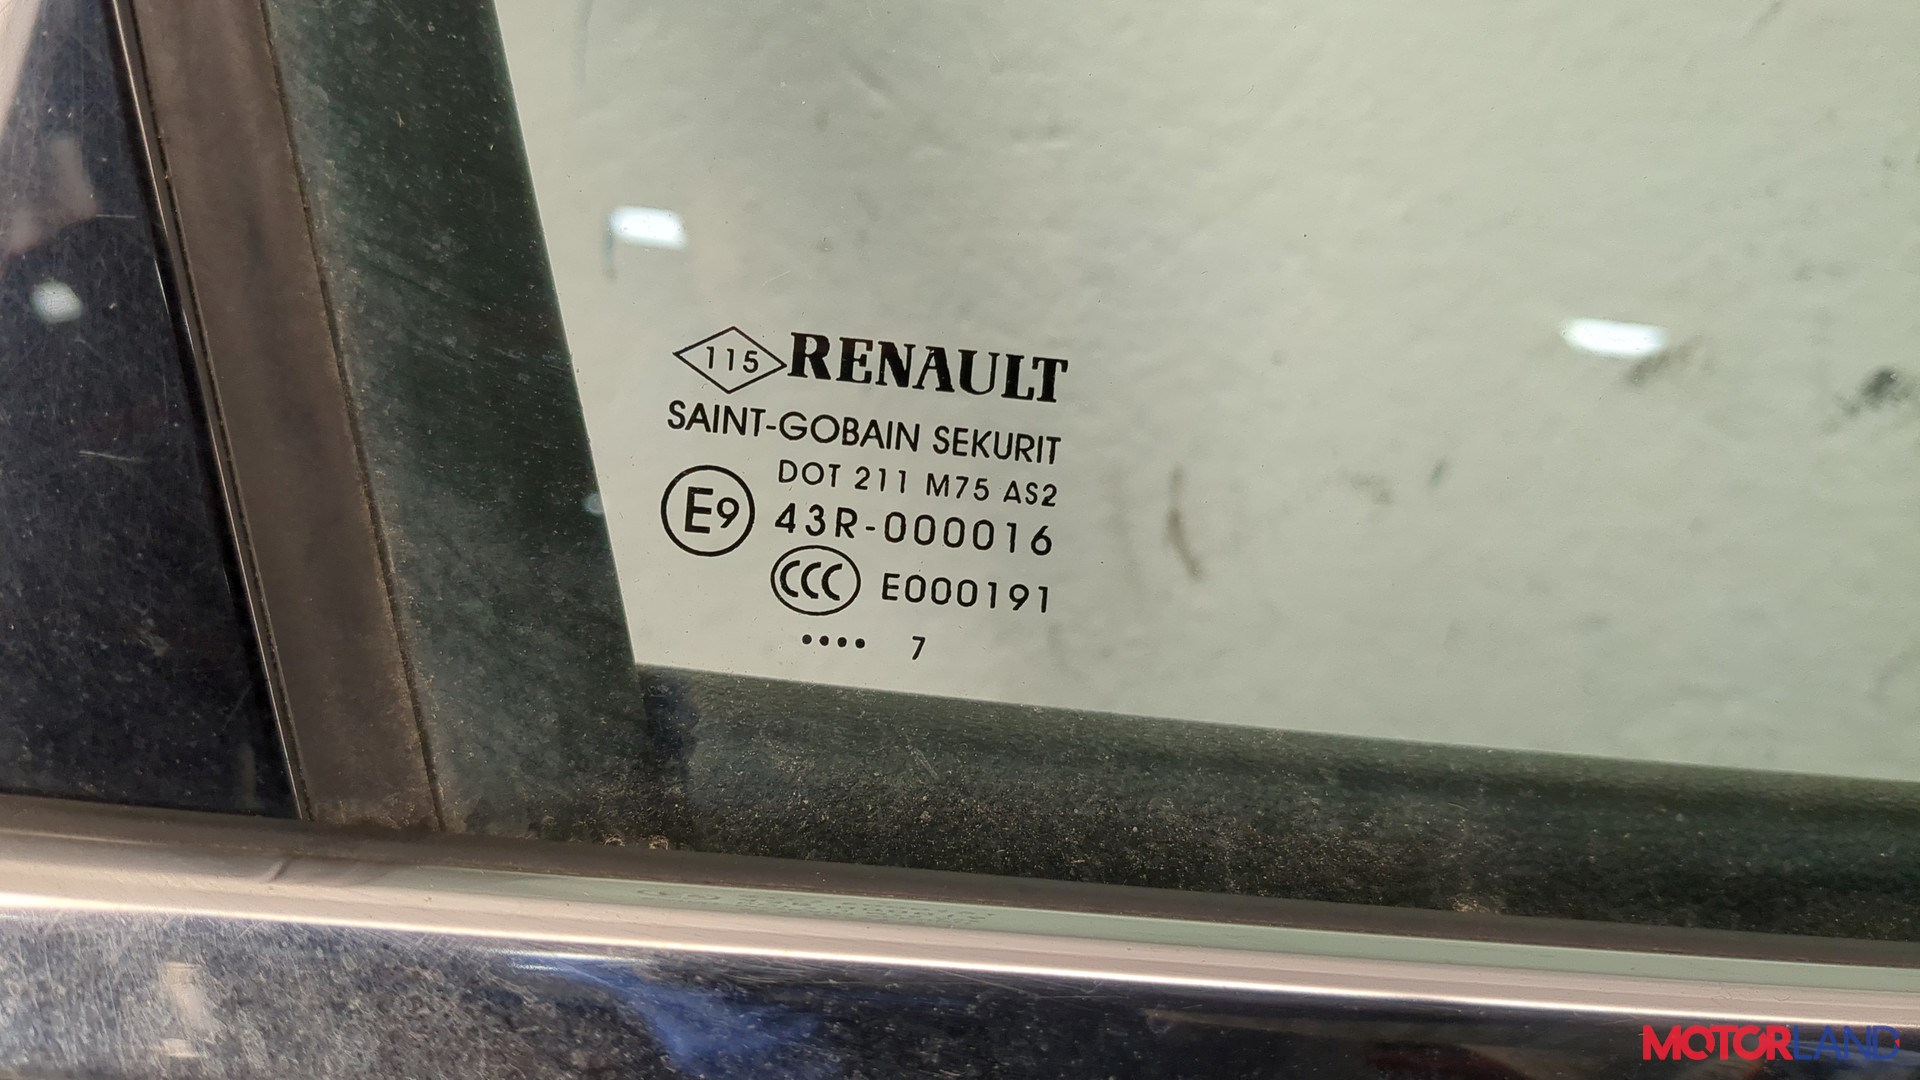 115 RENAULT
SAINT-GOBAIN SEKURIT
DOT 211 M75 AS2
E9 43R-000016
CCC E000191
•••• 7
MOTORLAND